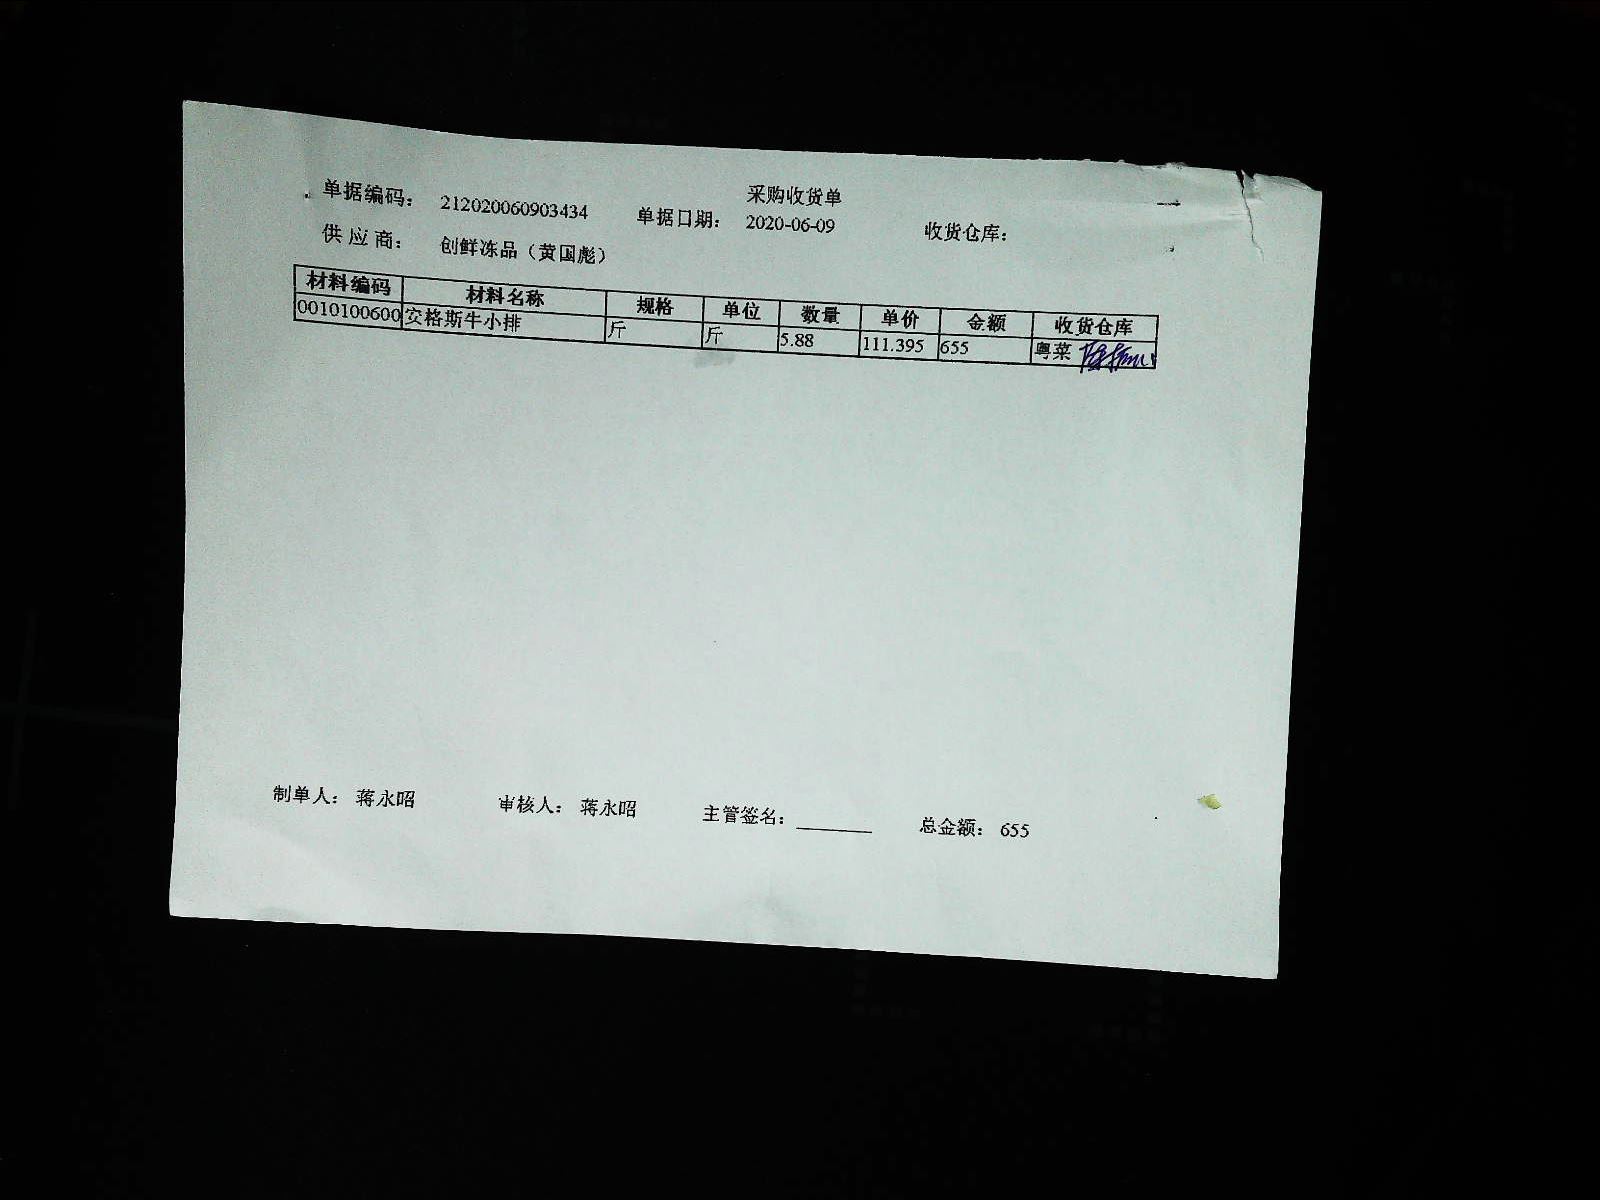 采购收货单
单据编码: 212020060903434 单据日期: 2020-06-09 收货仓库:
供应商: 创鲜冻品（黄国彪）
材料编码 材料名称 规格 单位 数量 单价 金额 收货仓库
0010100600 安格斯牛小排 斤 斤 5.88 111.395 655 粤菜
制单人: 蒋永昭 审核人: 蒋永昭 主管签名: 总金额: 655